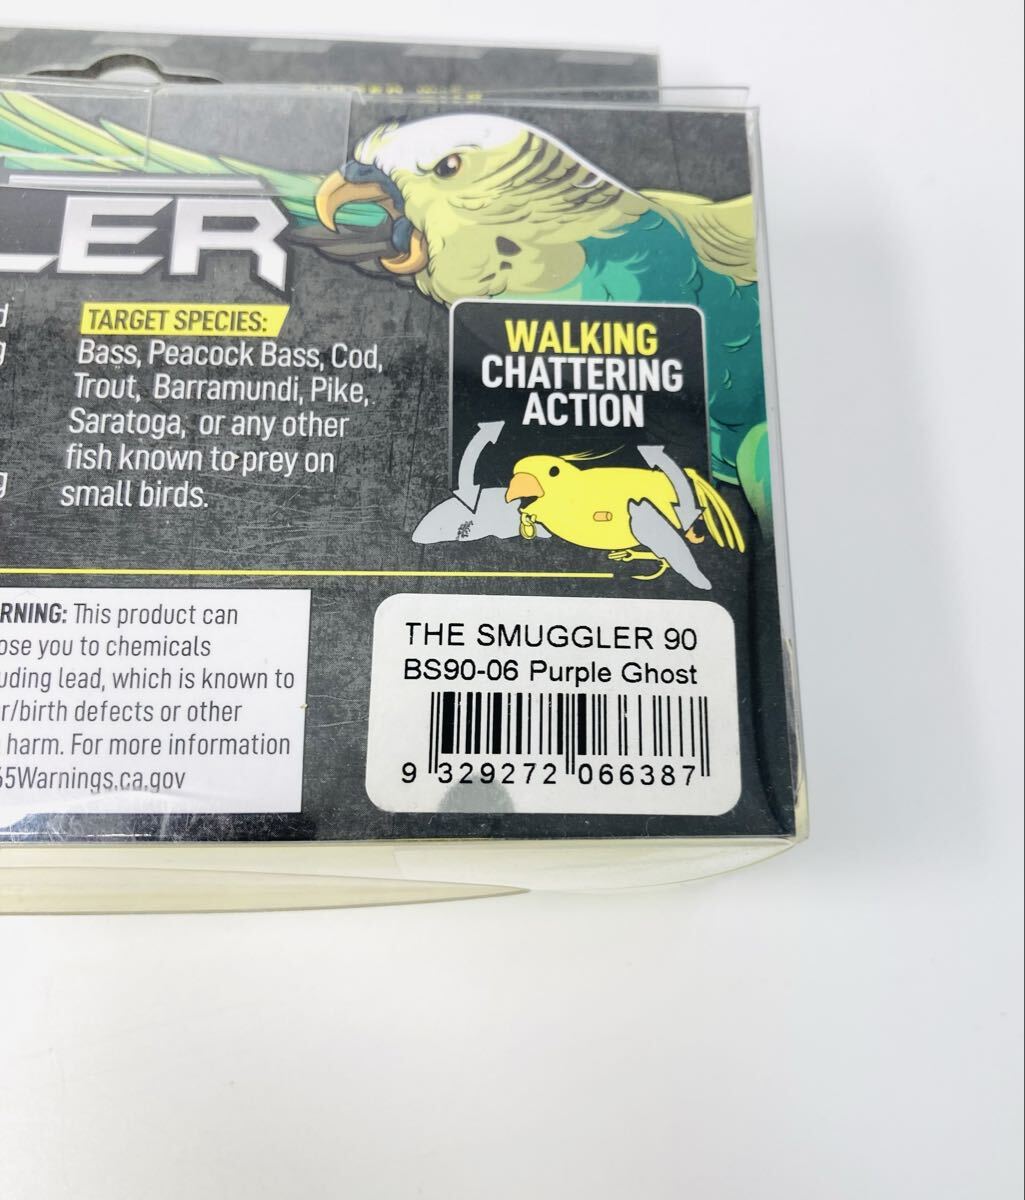 LER
d
g
g
TARGET SPECIES:
Bass, Peacock Bass, Cod,
Trout, Barramundi, Pike,
Saratoga, or any other
fish known to prey on
small birds.
WALKING
CHATTERING
ACTION
RNING: This product can
ose you to chemicals
uding lead, which is known to
r/birth defects or other
harm. For more information
65Warnings.ca.gov
THE SMUGGLER 90
BS90-06 Purple Ghost
9 329272 066387